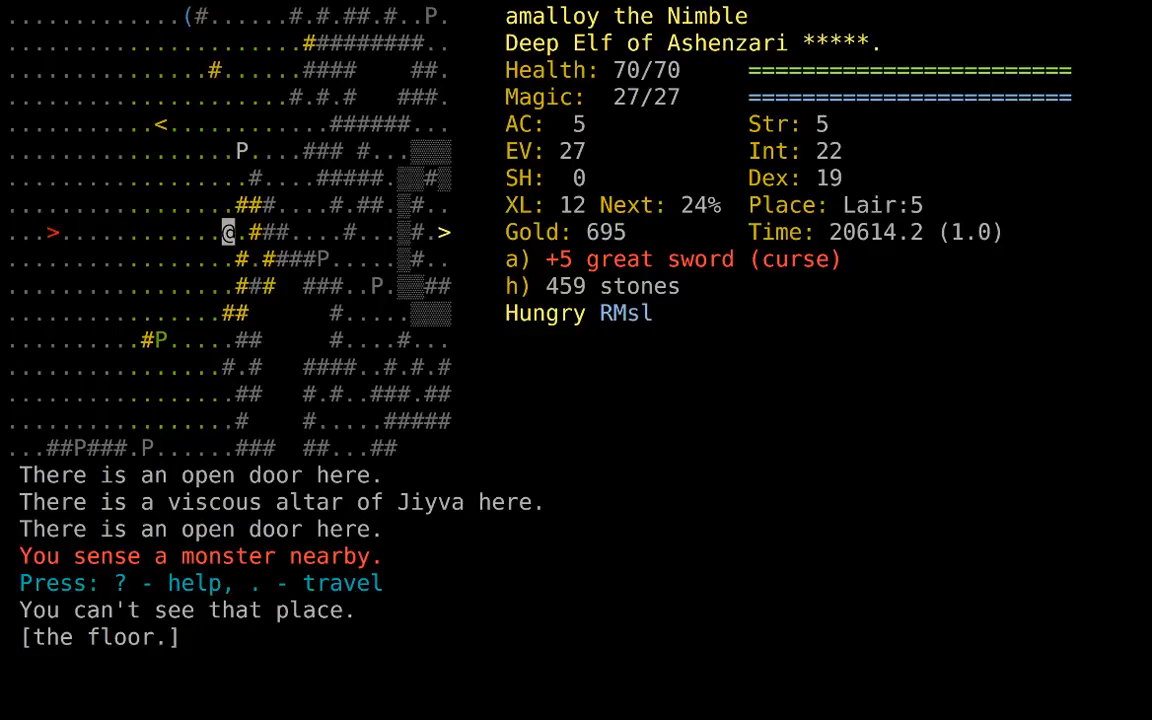 .............(#......#.#.##.#..P.    amalloy the Nimble
......................#########..    Deep Elf of Ashenzari *****.
...............#......####    ##.    Health: 70/70     ========================
.....................#.#.#   ###.    Magic:  27/27     ========================
...........<............######...    AC:  5            Str: 5
.................P....### #...▒▒▒    EV: 27            Int: 22
..................#....#####.▒▒#▒    SH:  0            Dex: 19
.................###....#.##.▒#..    XL: 12 Next: 24%  Place: Lair:5
...>............@.###....#...▒#.>    Gold: 695         Time: 20614.2 (1.0)
.................#.####P.....▒#..    a) +5 great sword (curse)
.................###  ###..P.▒▒##    h) 459 stones
................##      #.....▒▒▒    Hungry RMsl
..........#P.....##     #....#...
................#.#   ####..#.#.#
.................##   #.#..###.##
.................#    #.....#####
...##P###.P......###  ##...##
There is an open door here.
There is a viscous altar of Jiyva here.
There is an open door here.
You sense a monster nearby.
Press: ? - help, . - travel
You can't see that place.
[the floor.]